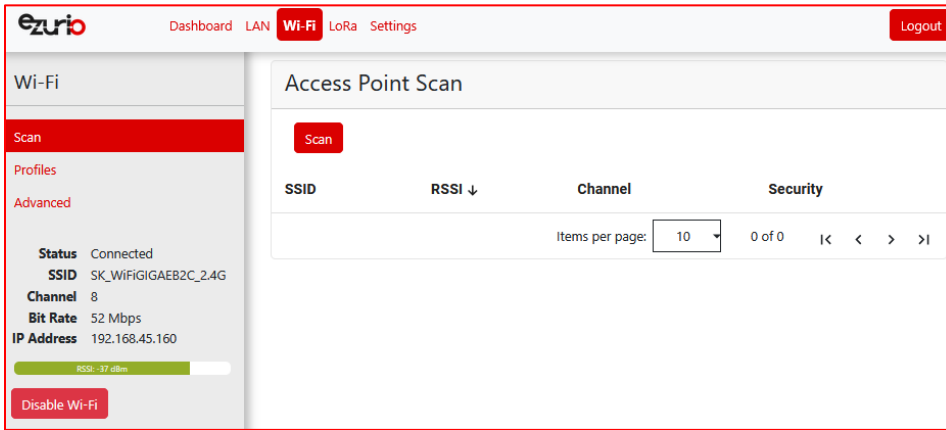 ezurio
Dashboard LAN Wi-Fi LoRa Settings
Logout
Wi-Fi
Scan
Profiles
Advanced
Status Connected
SSID SK_WiFiGIGAEB2C_2.4G
Channel 8
Bit Rate 52 Mbps
IP Address 192.168.45.160
RSSI: -37 dBm
Disable Wi-Fi
Access Point Scan
Scan
SSID RSSI ↓ Channel Security
Items per page: 10 0 of 0